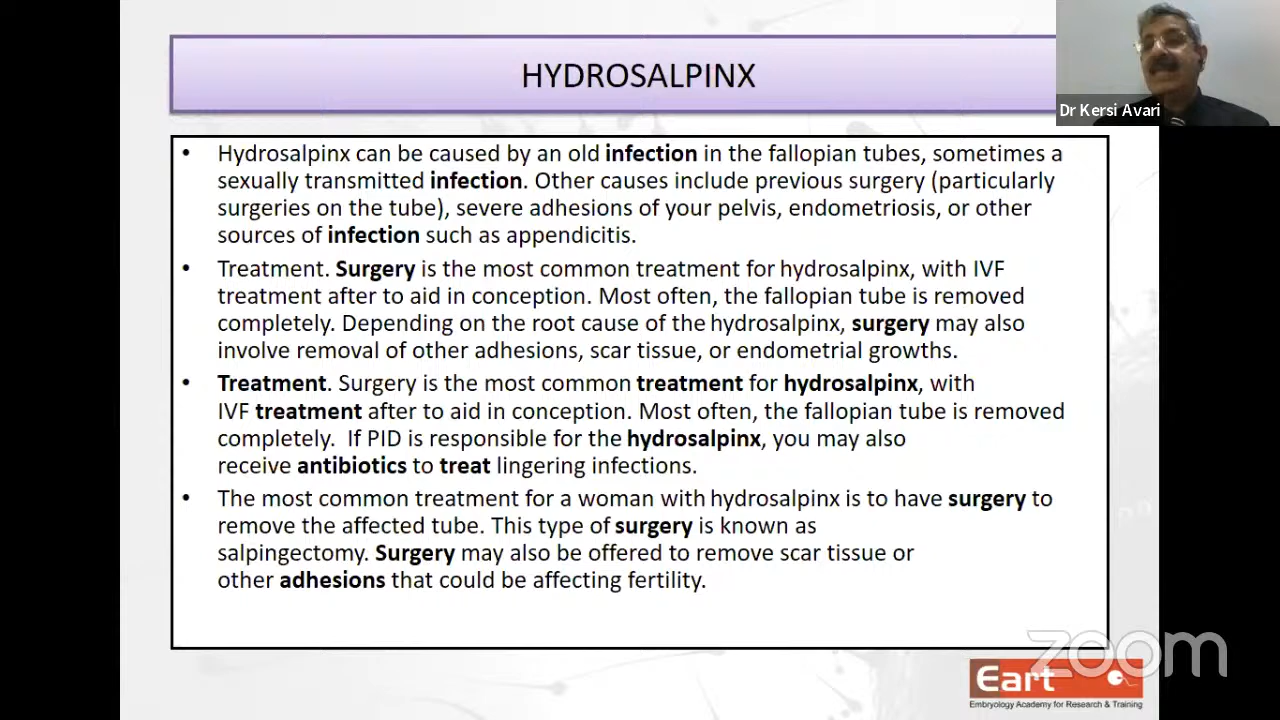 HYDROSALPINX
Dr Kersi Avari
• Hydrosalpinx can be caused by an old infection in the fallopian tubes, sometimes a
sexually transmitted infection. Other causes include previous surgery (particularly
surgeries on the tube), severe adhesions of your pelvis, endometriosis, or other
sources of infection such as appendicitis.
• Treatment. Surgery is the most common treatment for hydrosalpinx, with IVF
treatment after to aid in conception. Most often, the fallopian tube is removed
completely. Depending on the root cause of the hydrosalpinx, surgery may also
involve removal of other adhesions, scar tissue, or endometrial growths.
• Treatment. Surgery is the most common treatment for hydrosalpinx, with
IVF treatment after to aid in conception. Most often, the fallopian tube is removed
completely. If PID is responsible for the hydrosalpinx, you may also
receive antibiotics to treat lingering infections.
• The most common treatment for a woman with hydrosalpinx is to have surgery to
remove the affected tube. This type of surgery is known as
salpingectomy. Surgery may also be offered to remove scar tissue or
other adhesions that could be affecting fertility.
zoom
Eart
Embryology Academy for Research & Training